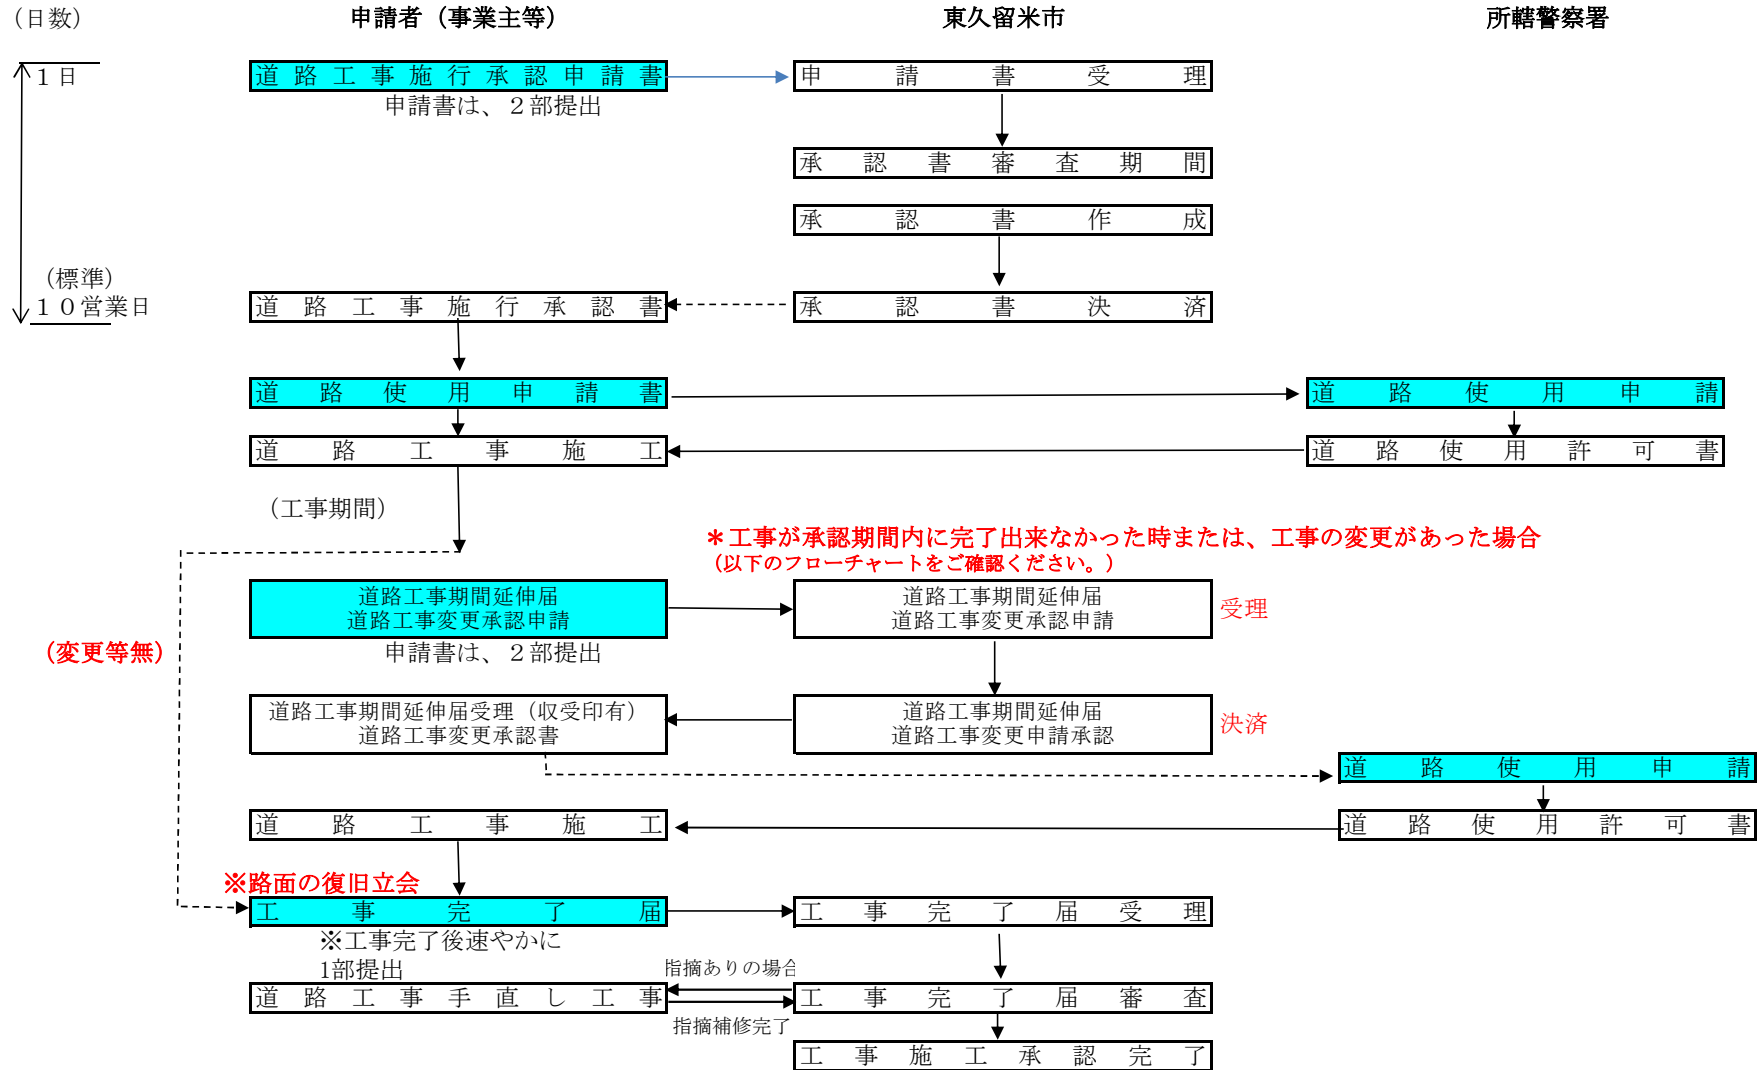 （日数）
申請者（事業主等）
東久留米市
所轄警察署
１日
道路工事施行承認申請書
申請書受理
申請書は、２部提出
承認書審査期間
承認書作成
（標準）
１０営業日
道路工事施行承認書
承認書決済
道路使用申請書
道路使用申請
道路工事施工
道路使用許可書
（工事期間）
＊工事が承認期間内に完了出来なかった時または、工事の変更があった場合
（以下のフローチャートをご確認ください。）
道路工事期間延伸届
道路工事変更承認申請
道路工事期間延伸届
道路工事変更承認申請
受理
（変更等無）
申請書は、２部提出
道路工事期間延伸届受理（収受印有）
道路工事変更承認書
道路工事期間延伸届
道路工事変更申請承認
決済
道路使用申請
道路工事施工
道路使用許可書
※路面の復旧立会
工事完了届
工事完了届受理
※工事完了後速やかに
1部提出
指摘ありの場合
道路工事手直し工事
工事完了届審査
指摘補修完了
工事施工承認完了